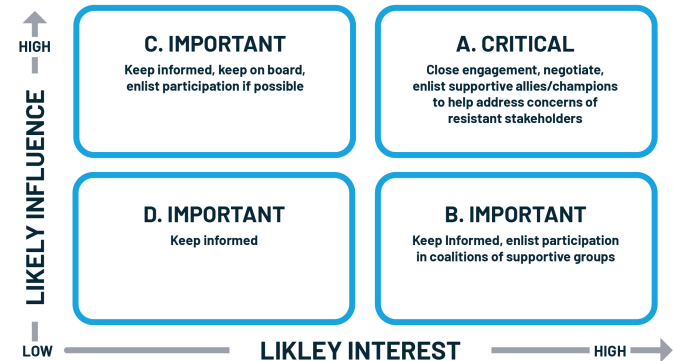 HIGH
LIKELY INFLUENCE
LOW
C. IMPORTANT
Keep informed, keep on board,
enlist participation if possible
A. CRITICAL
Close engagement, negotiate,
enlist supportive allies/champions
to help address concerns of
resistant stakeholders
D. IMPORTANT
Keep informed
B. IMPORTANT
Keep Informed, enlist participation
in coalitions of supportive groups
LIKLEY INTEREST
HIGH